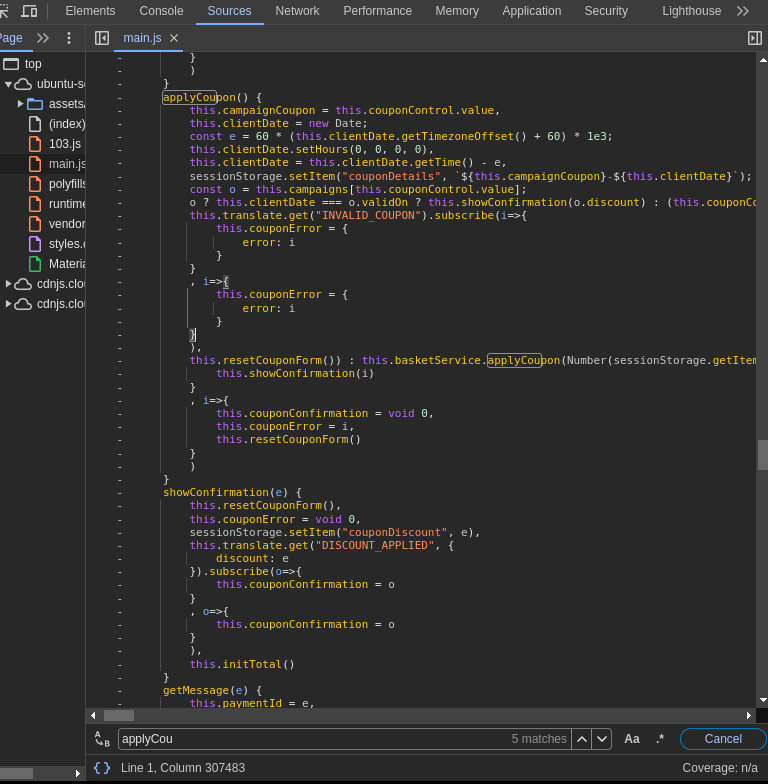 Elements Console Sources Network Performance Memory Application Security Lighthouse
Page main.js
top
ubuntu-se
assets/
(index)
103.js
main.js
polyfills
runtime
vendor
styles.c
Materia
cdnjs.clou
cdnjs.clou
- }
- )
- }
- applyCoupon() {
- this.campaignCoupon = this.couponControl.value,
- this.clientDate = new Date;
- const e = 60 * (this.clientDate.getTimezoneOffset() + 60) * 1e3;
- this.clientDate.setHours(0, 0, 0, 0),
- this.clientDate = this.clientDate.getTime() - e,
- sessionStorage.setItem("couponDetails", `${this.campaignCoupon}-${this.clientDate}`);
- const o = this.campaigns[this.couponControl.value];
- o ? this.clientDate === o.validOn ? this.showConfirmation(o.discount) : (this.couponCo
- this.translate.get("INVALID_COUPON").subscribe(i=>{
- this.couponError = {
- error: i
- }
- }
- , i=>{
- this.couponError = {
- error: i
- }
- }
- ),
- this.resetCouponForm()) : this.basketService.applyCoupon(Number(sessionStorage.getItem
- this.showConfirmation(i)
- }
- , i=>{
- this.couponConfirmation = void 0,
- this.couponError = i,
- this.resetCouponForm()
- }
- )
- }
- showConfirmation(e) {
- this.resetCouponForm(),
- this.couponError = void 0,
- sessionStorage.setItem("couponDiscount", e),
- this.translate.get("DISCOUNT_APPLIED", {
- discount: e
- }).subscribe(o=>{
- this.couponConfirmation = o
- }
- , o=>{
- this.couponConfirmation = o
- }
- ),
- this.initTotal()
- }
- getMessage(e) {
- this.paymentId = e,
A B applyCou 5 matches Aa .* Cancel
{ } Line 1, Column 307483 Coverage: n/a